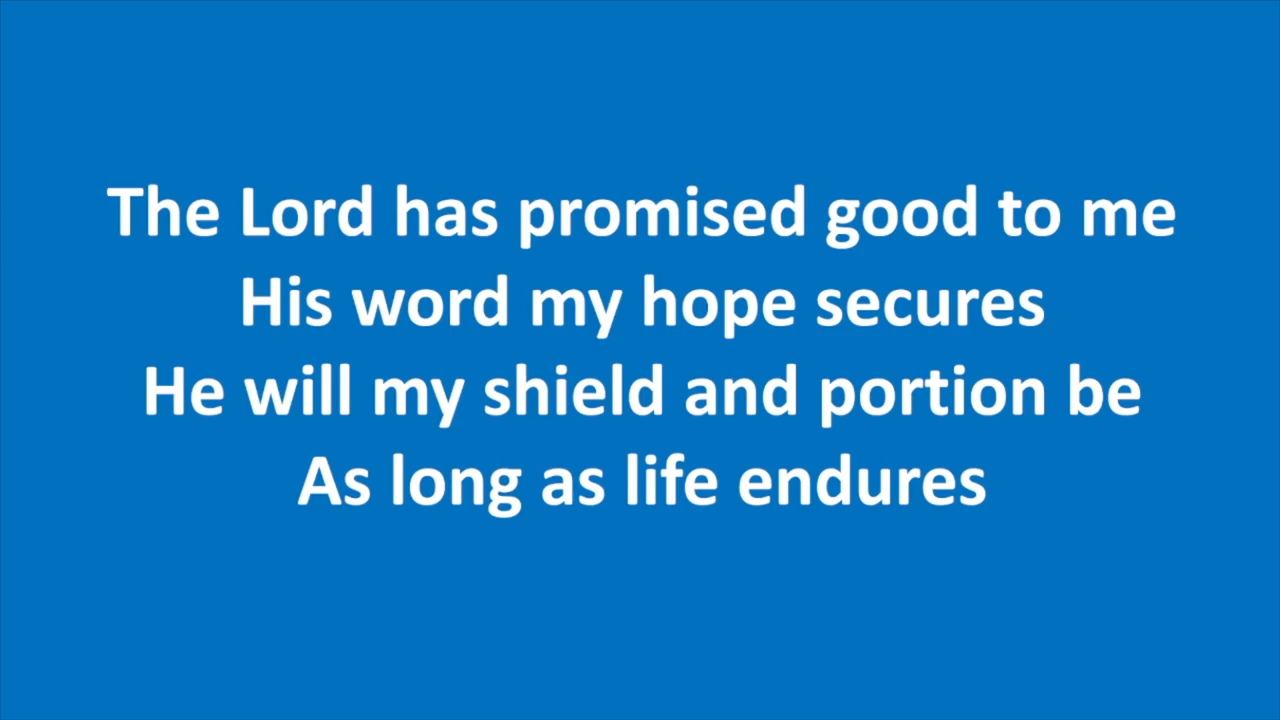 The Lord has promised good to me
His word my hope secures
He will my shield and portion be
As long as life endures